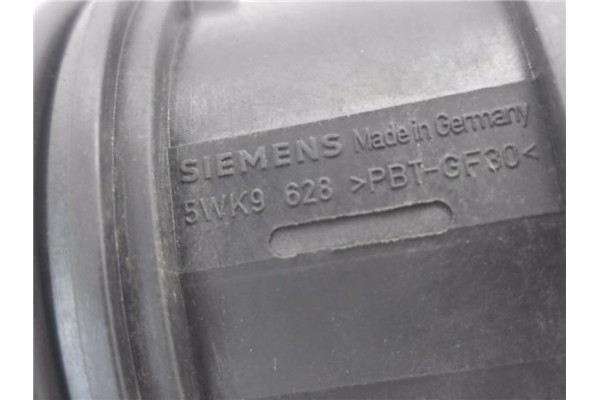 SIEMENS Made in Germany
5WK9 628 >PBT-GF30<